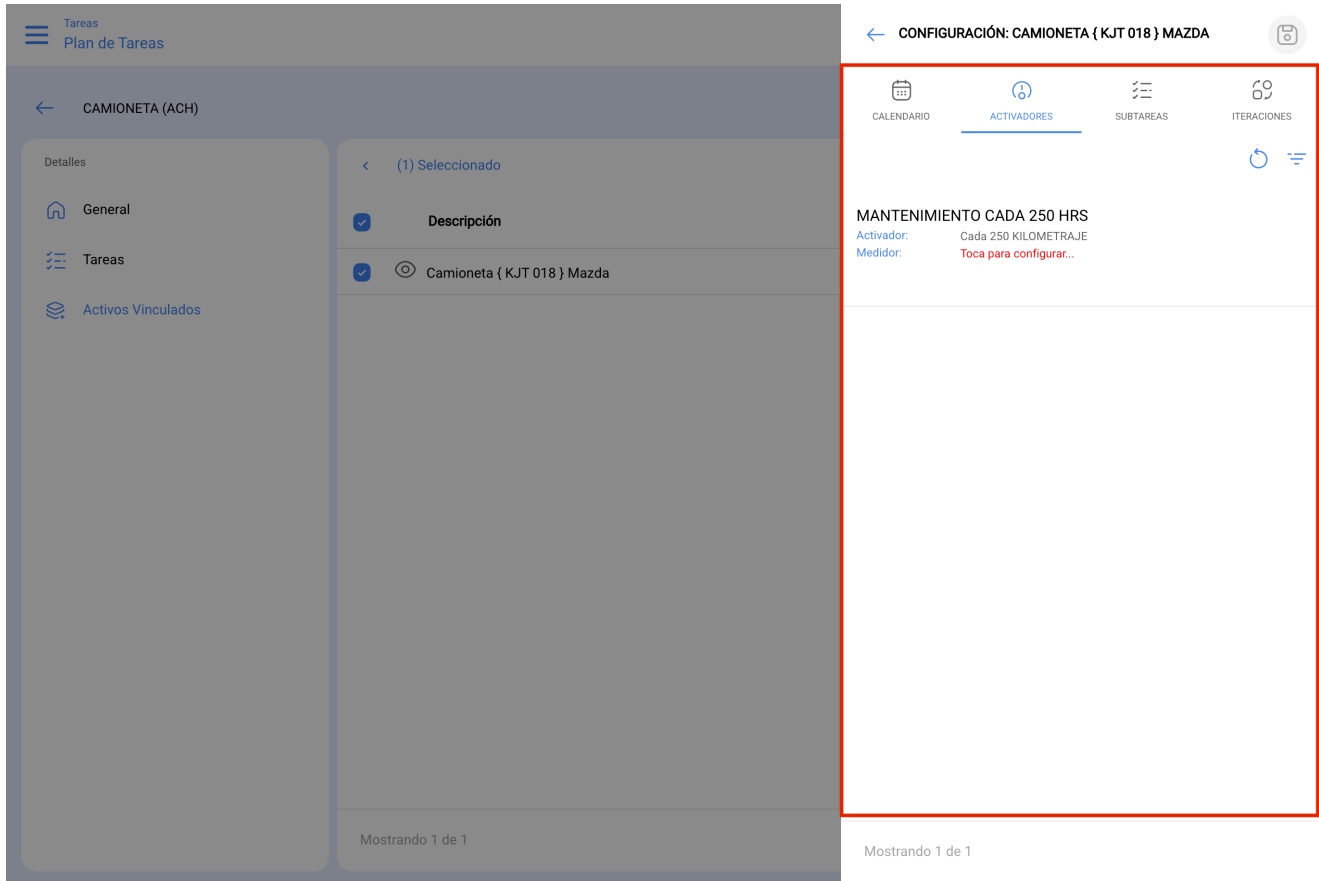 Tareas
Plan de Tareas
CAMIONETA (ACH)
Detalles
General
Tareas
Activos Vinculados
(1) Seleccionado
Descripción
Camioneta { KJT 018 } Mazda
Mostrando 1 de 1
CONFIGURACIÓN: CAMIONETA { KJT 018 } MAZDA
CALENDARIO
ACTIVADORES
SUBTAREAS
ITERACIONES
MANTENIMIENTO CADA 250 HRS
Activador: Cada 250 KILOMETRAJE
Medidor: Toca para configurar...
Mostrando 1 de 1